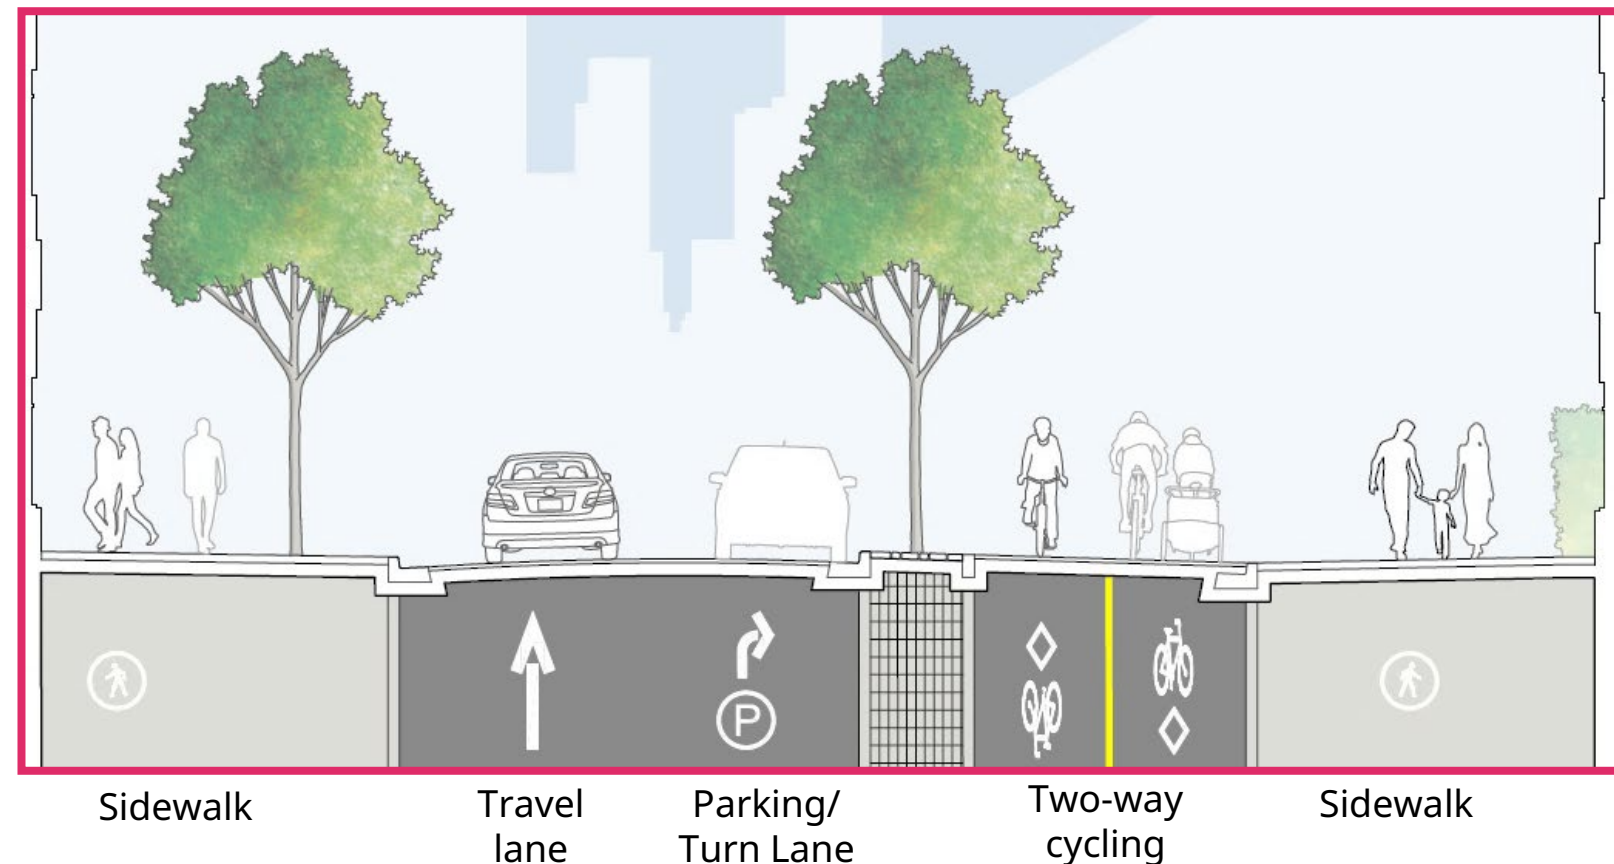 P
Sidewalk
Travel
lane
Parking/
Turn Lane
Two-way
cycling
Sidewalk